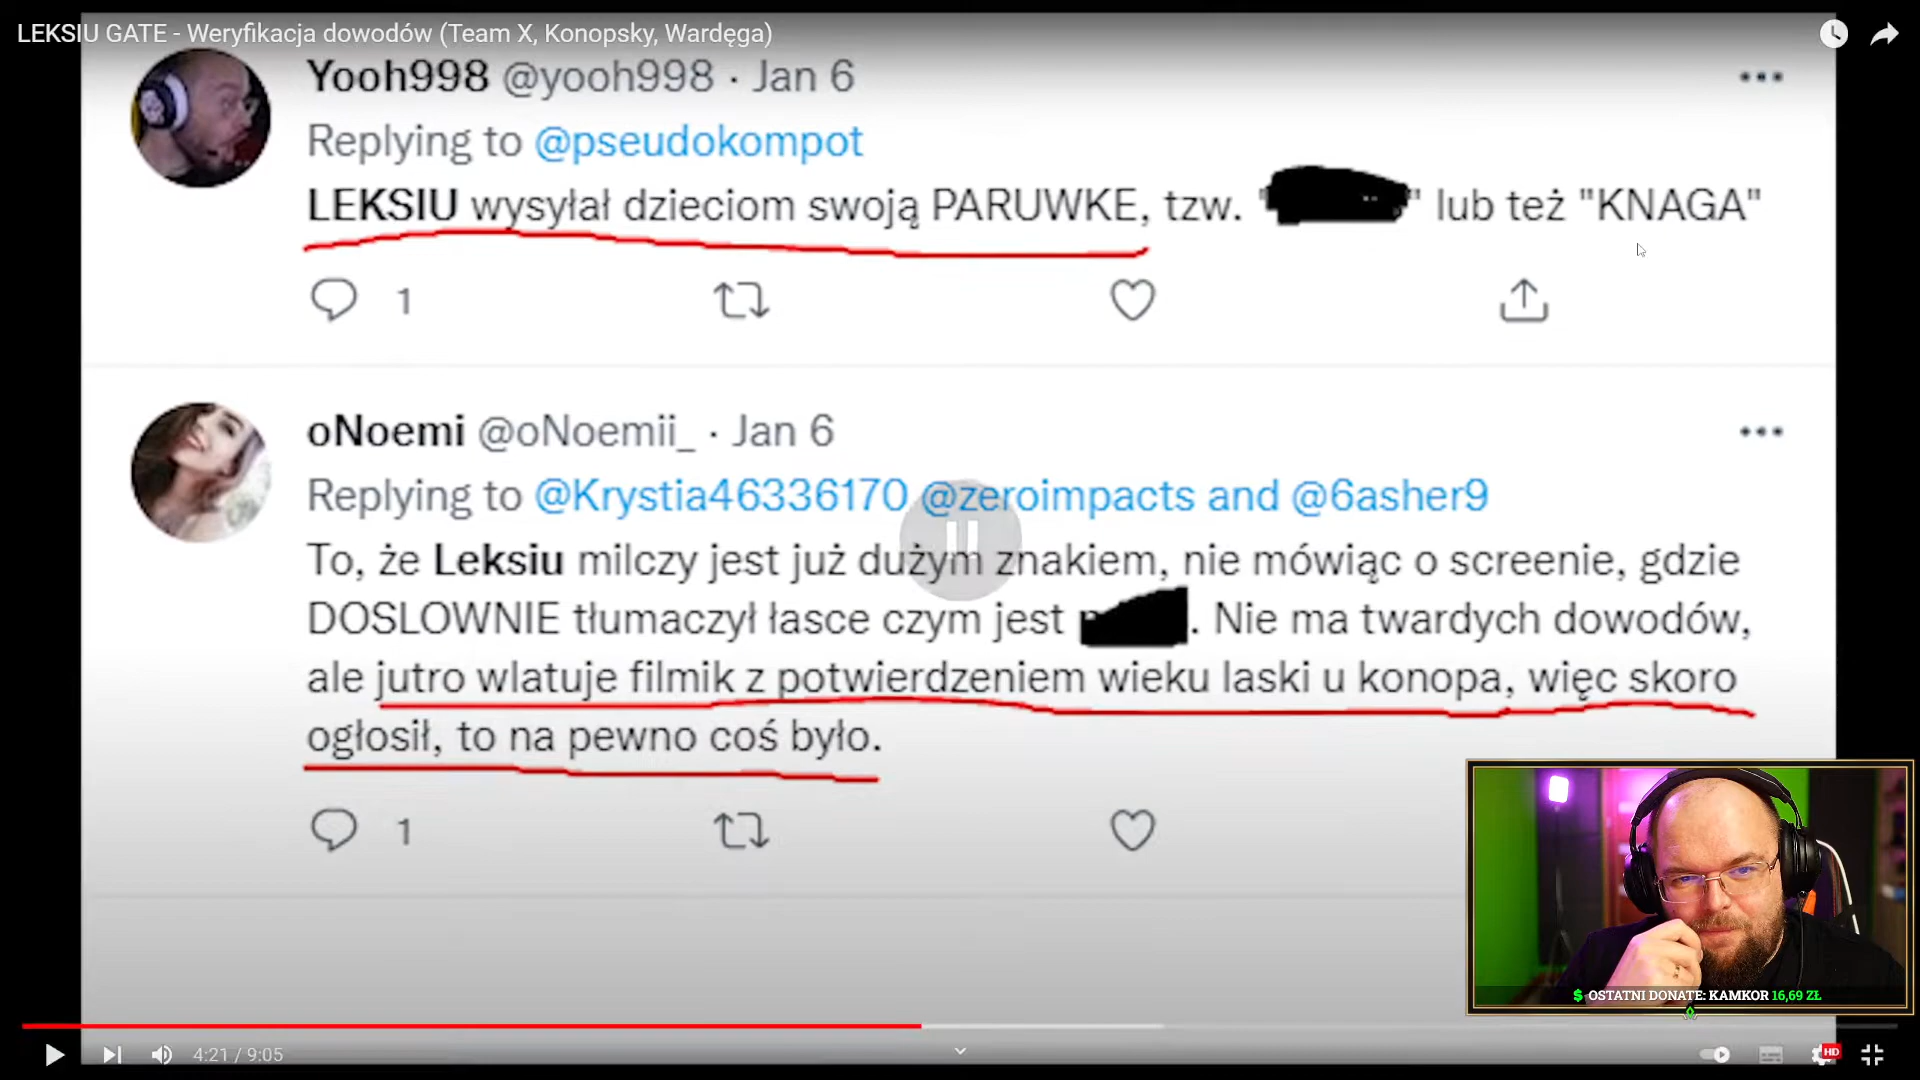 LEKSIU GATE - Weryfikacja dowodów (Team X, Konopsky, Wardęga)
Yooh998 @yooh998 · Jan 6
Replying to @pseudokompot
LEKSIU wysyłał dzieciom swoją PARUWKE, tzw. " " lub też "KNAGA"
1
oNoemi @oNoemii_ · Jan 6
Replying to @Krystia46336170 @zeroimpacts and @6asher9
To, że Leksiu milczy jest już dużym znakiem, nie mówiąc o screenie, gdzie
DOSLOWNIE tłumaczył łasce czym jest . Nie ma twardych dowodów,
ale jutro wlatuje filmik z potwierdzeniem wieku laski u konopa, więc skoro
ogłosił, to na pewno coś było.
1
$ OSTATNI DONATE: KAMKOR 16,69 ZŁ
4:21 / 9:05
HD